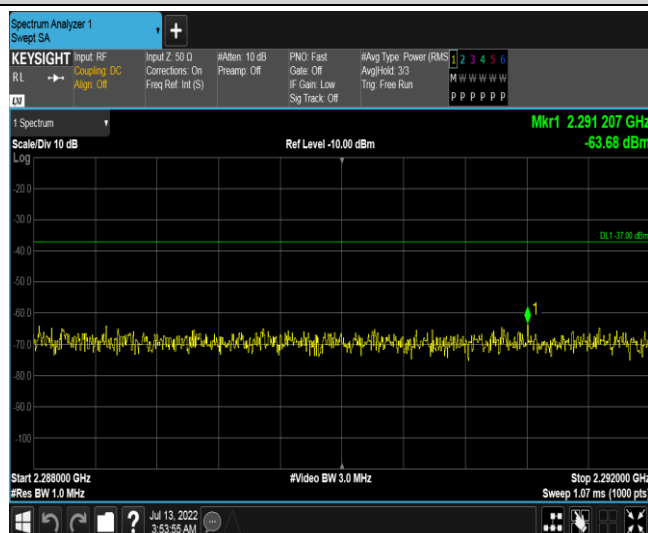 Spectrum Analyzer 1
Swept SA
KEYSIGHT
RL
LXI
Input: RF
Coupling: DC
Align: Off
Input Z: 50 Ω
Corrections: On
Freq Ref: Int (S)
#Atten: 10 dB
Preamp: Off
PNO: Fast
Gate: Off
IF Gain: Low
Sig Track: Off
#Avg Type: Power (RMS
Avg|Hold: 3/3
Trig: Free Run
1 2 3 4 5 6
M W W W W W
P P P P P P
1 Spectrum
Scale/Div 10 dB
Log
Ref Level -10.00 dBm
Mkr1 2.291 207 GHz
-63.68 dBm
-20.0
-30.0
DL1 -37.00 dBm
-40.0
-50.0
-60.0
1
-70.0
-80.0
-90.0
-100
Start 2.288000 GHz
#Video BW 3.0 MHz
Stop 2.292000 GHz
#Res BW 1.0 MHz
Sweep 1.07 ms (1000 pts)
?
Jul 13, 2022
3:53:55 AM